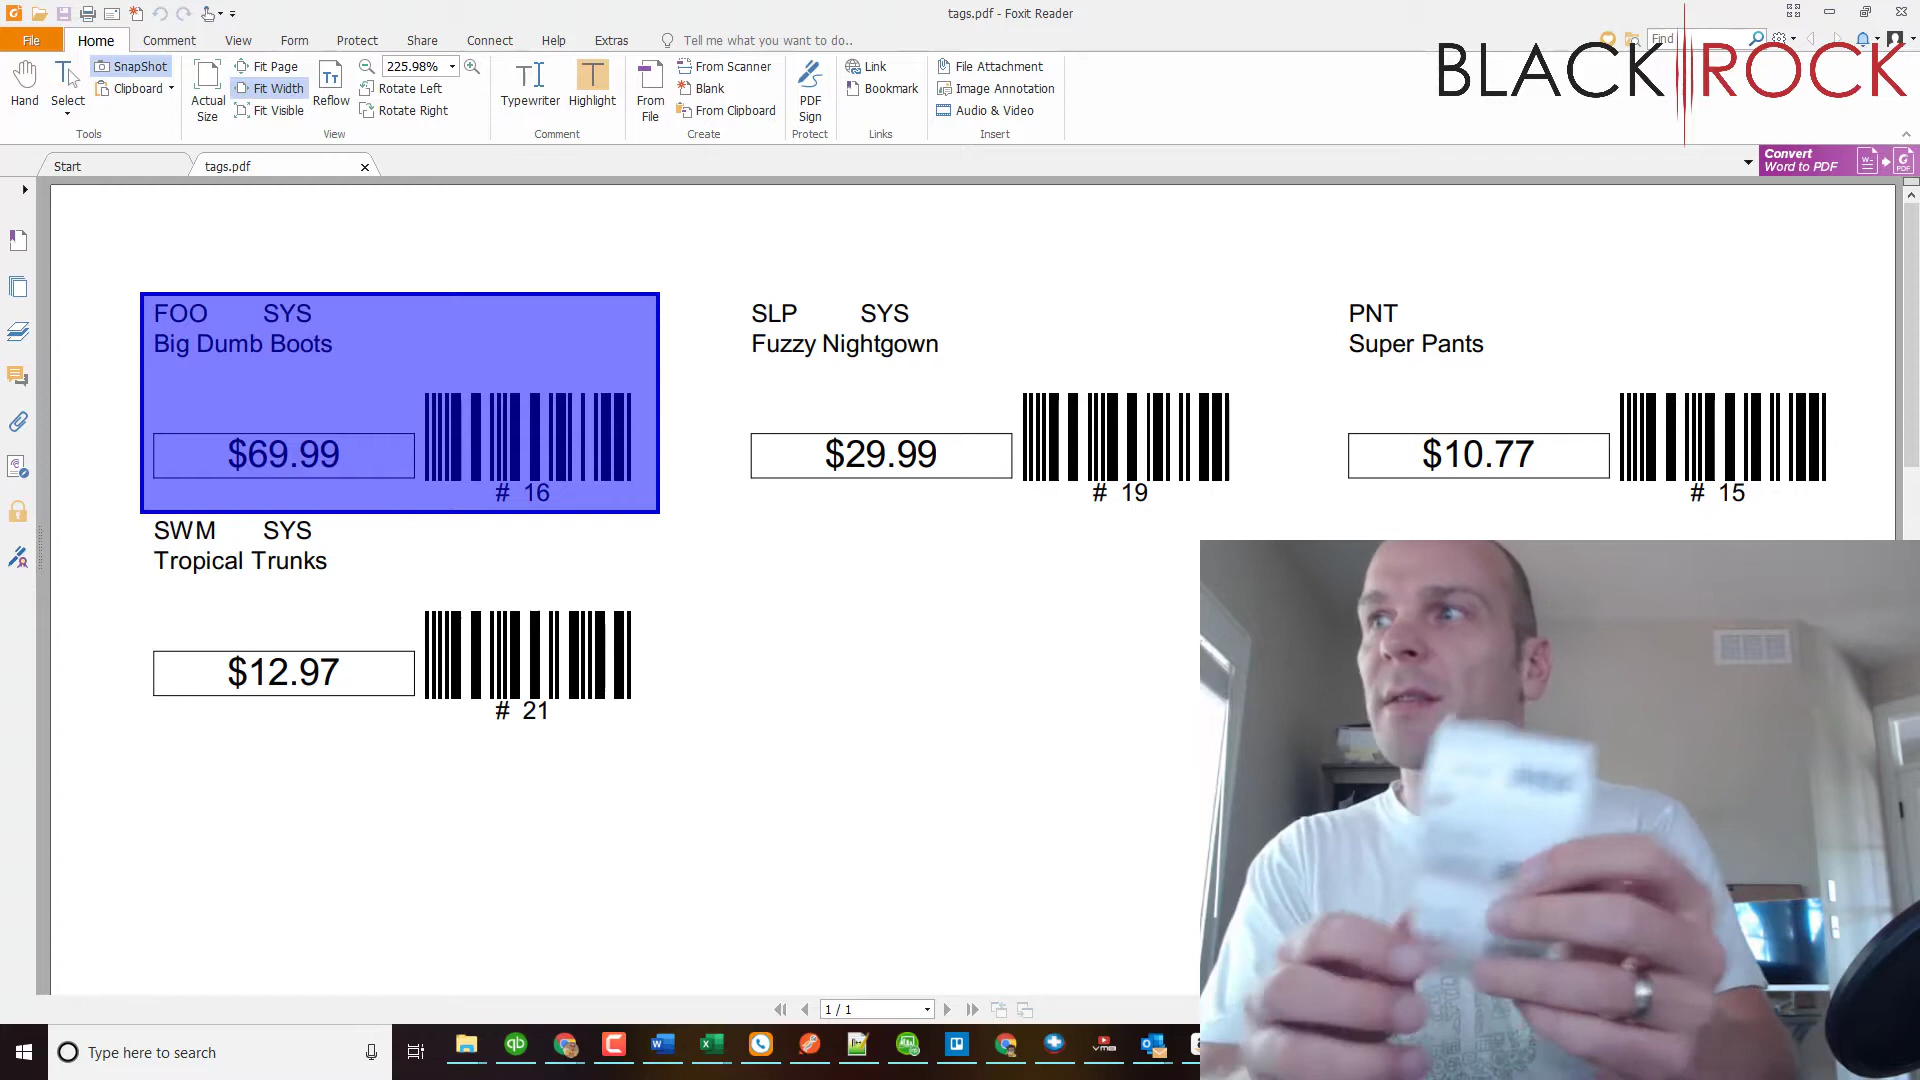 tags.pdf - Foxit Reader
File Home Comment View Form Protect Share Connect Help Extras Tell me what you want to do.. Find
BLACK ROCK
Hand
Select
SnapShot
Clipboard
Tools
Actual Size
Fit Page
Fit Width
Fit Visible
Reflow
225.98%
Rotate Left
Rotate Right
View
Typewriter
Highlight
Comment
From File
From Scanner
Blank
From Clipboard
Create
PDF Sign
Protect
Link
Bookmark
Links
File Attachment
Image Annotation
Audio & Video
Insert
Start
tags.pdf
Convert
Word to PDF
FOO SYS
Big Dumb Boots
$69.99
# 16
SLP SYS
Fuzzy Nightgown
$29.99
# 19
PNT
Super Pants
$10.77
# 15
SWM SYS
Tropical Trunks
$12.97
# 21
1 / 1
Type here to search